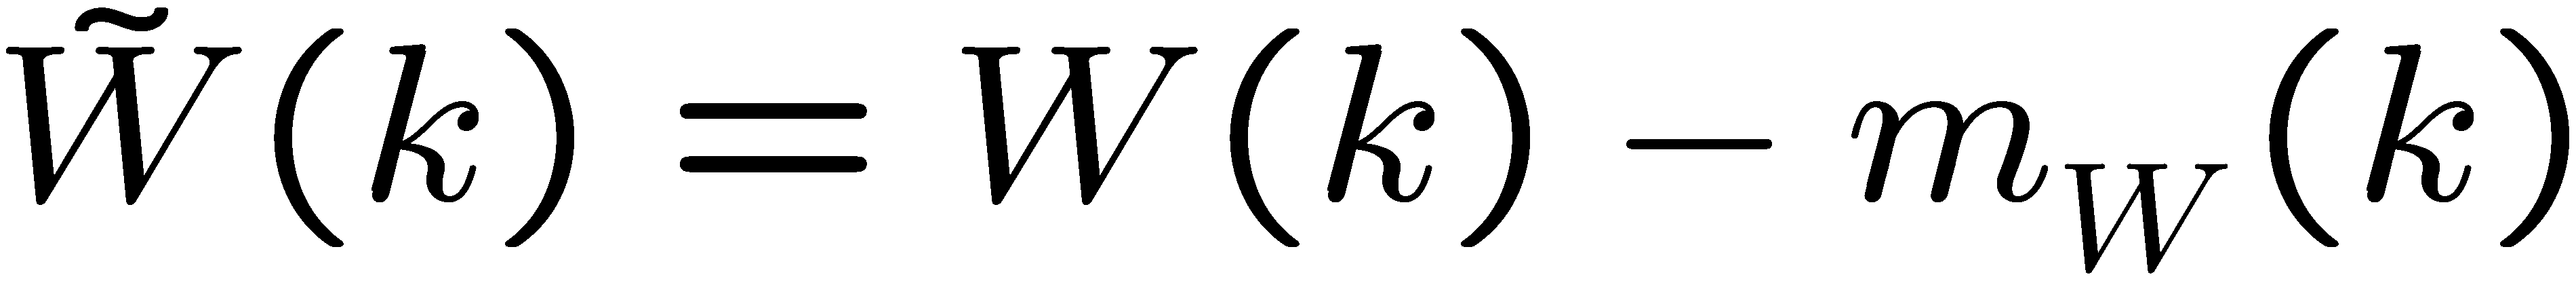 W̃(k) = W(k) − m_W(k)